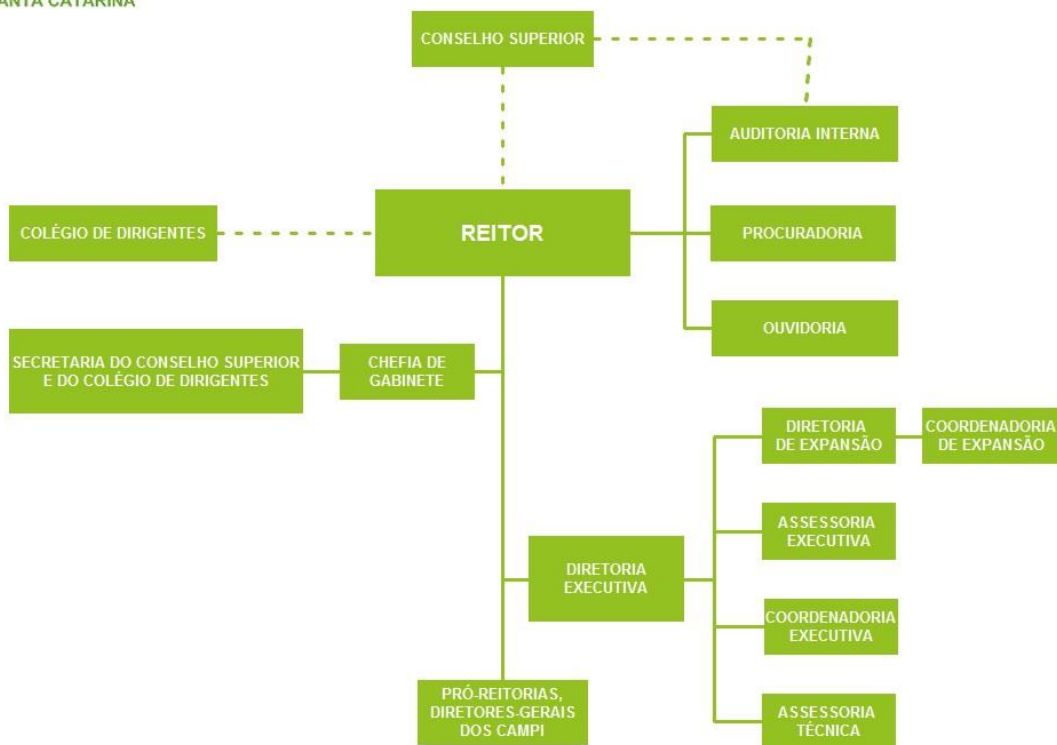 CONSELHO SUPERIOR
AUDITORIA INTERNA
COLÉGIO DE DIRIGENTES
REITOR
PROCURADORIA
OUVIDORIA
SECRETARIA DO CONSELHO SUPERIOR
E DO COLÉGIO DE DIRIGENTES
CHEFIA DE
GABINETE
DIRETORIA
DE EXPANSÃO
COORDENADORIA
DE EXPANSÃO
ASSESSORIA
EXECUTIVA
DIRETORIA
EXECUTIVA
COORDENADORIA
EXECUTIVA
PRÓ-REITORIAS,
DIRETORES-GERAIS
DOS CAMPI
ASSESSORIA
TÉCNICA